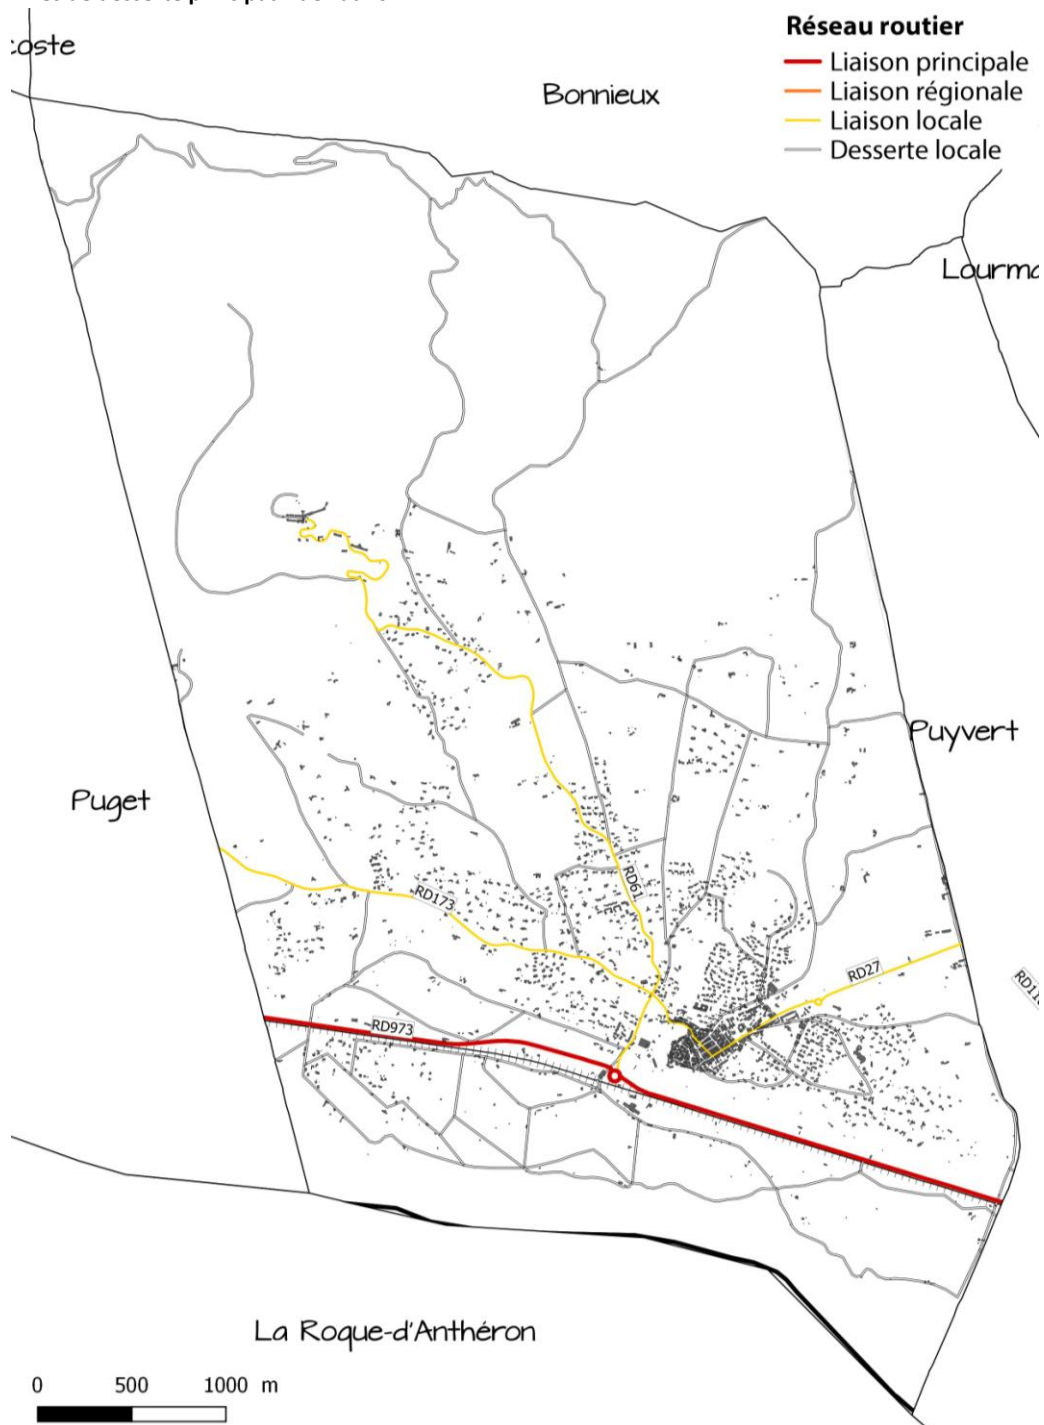 Réseau routier
Liaison principale
Liaison régionale
Liaison locale
Desserte locale
Bonnieux
Puyvert
Puget
RD61
RD173
RD27
RD973
La Roque-d'Anthéron
0 500 1000 m